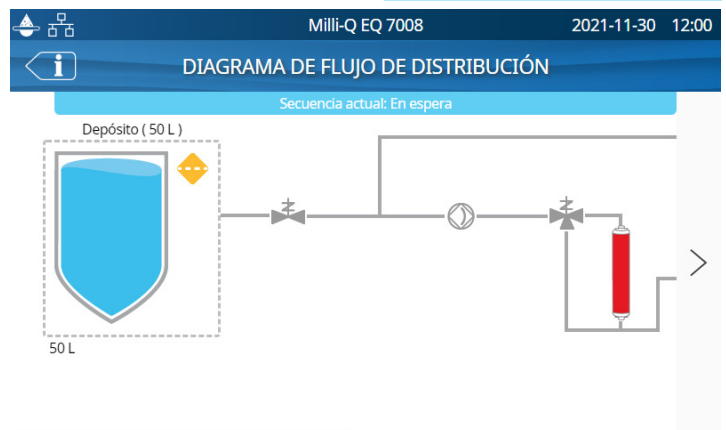 Milli-Q EQ 7008 2021-11-30 12:00
DIAGRAMA DE FLUJO DE DISTRIBUCIÓN
Secuencia actual: En espera
Depósito ( 50 L )
50 L